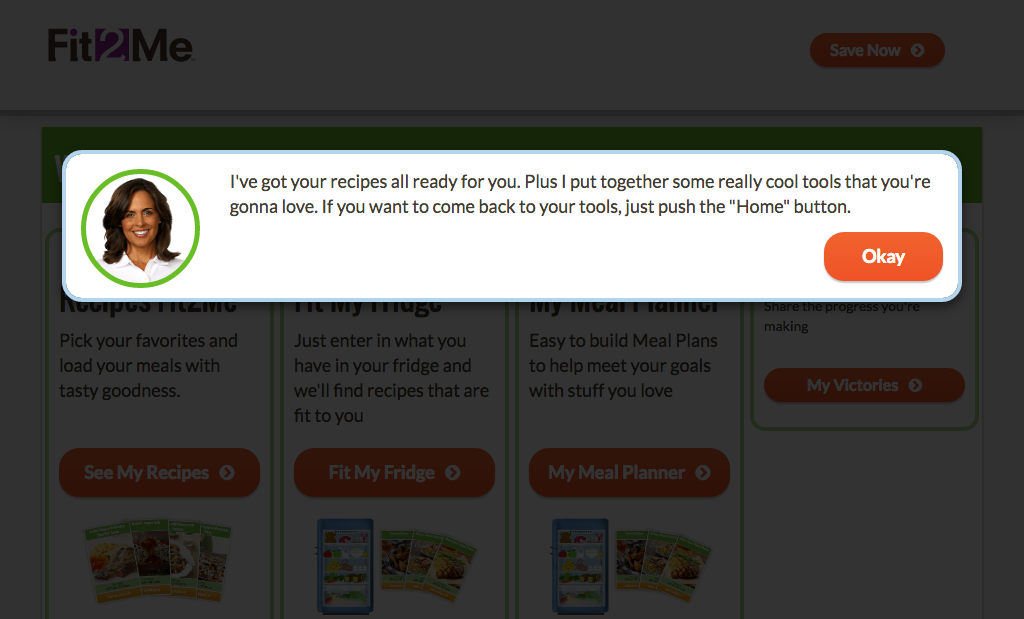 Fit2Me
Save Now
I've got your recipes all ready for you. Plus I put together some really cool tools that you're
gonna love. If you want to come back to your tools, just push the "Home" button.
Okay
Recipes Fit2Me
Pick your favorites and
load your meals with
tasty goodness.
See My Recipes
Fit My Fridge
Just enter in what you
have in your fridge and
we'll find recipes that are
fit to you
Fit My Fridge
My Meal Planner
Easy to build Meal Plans
to help meet your goals
with stuff you love
My Meal Planner
Share the progress you're
making
My Victories